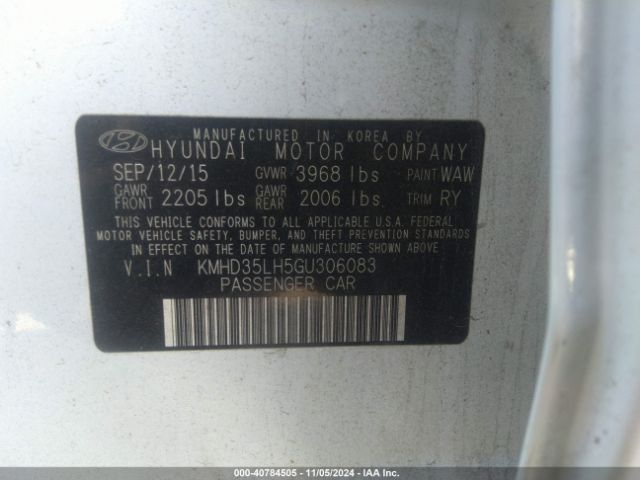 MANUFACTURED IN KOREA BY
HYUNDAI MOTOR COMPANY
SEP/12/15 GVWR 3968 lbs PAINT WAW
GAWR FRONT 2205 lbs GAWR REAR 2006 lbs. TRIM RY
THIS VEHICLE CONFORMS TO ALL APPLICABLE U.S.A. FEDERAL
MOTOR VEHICLE SAFETY, BUMPER, AND THEFT PREVENTION STANDARDS
IN EFFECT ON THE DATE OF MANUFACTURE SHOWN ABOVE
V.I.N KMHD35LH5GU306083
PASSENGER CAR
000-40784505 - 11/05/2024 - IAA Inc.